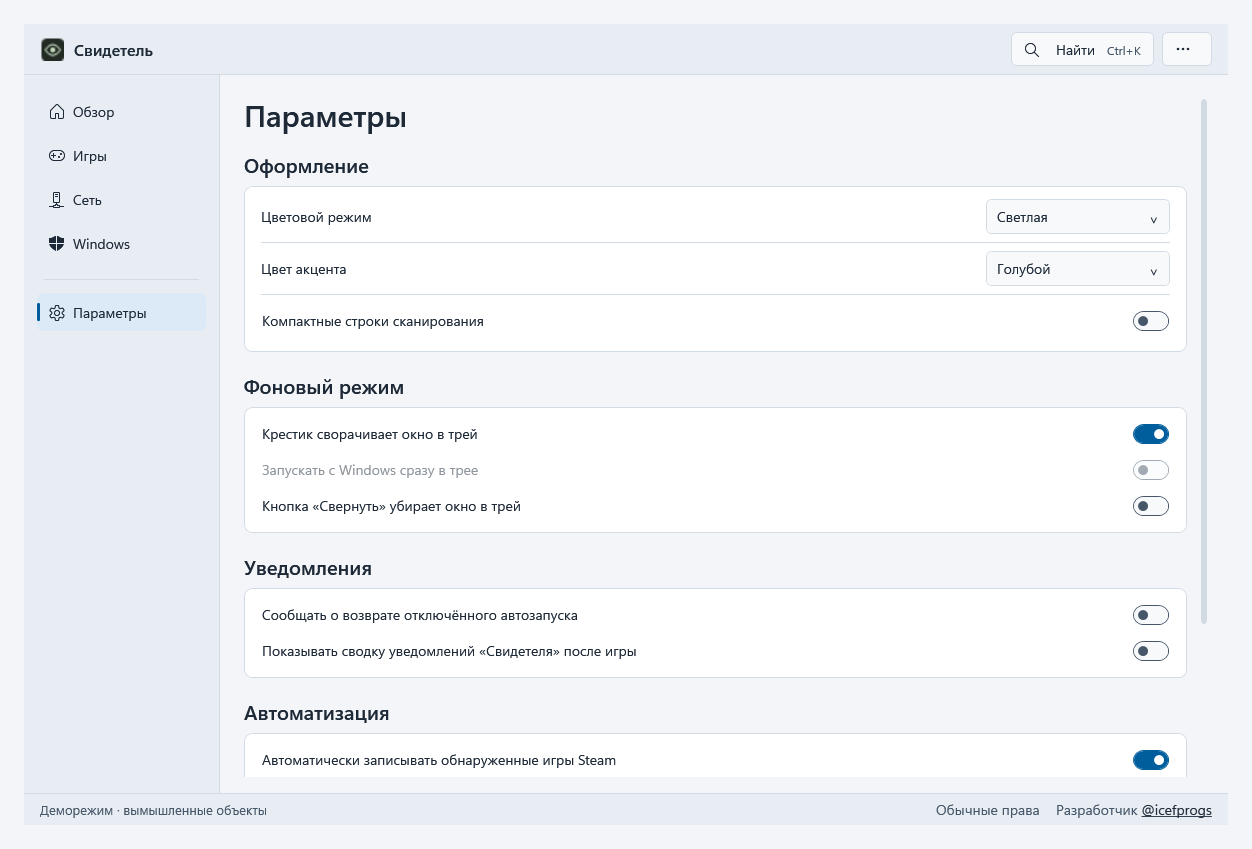 Свидетель
Найти Ctrl+K
...
Обзор
Игры
Сеть
Windows
Параметры
Параметры
Оформление
Цветовой режим
Светлая
Цвет акцента
Голубой
Компактные строки сканирования
Фоновый режим
Крестик сворачивает окно в трей
Запускать с Windows сразу в трее
Кнопка «Свернуть» убирает окно в трей
Уведомления
Сообщать о возврате отключённого автозапуска
Показывать сводку уведомлений «Свидетеля» после игры
Автоматизация
Автоматически записывать обнаруженные игры Steam
Деморежим · вымышленные объекты
Обычные права
Разработчик @icefprogs